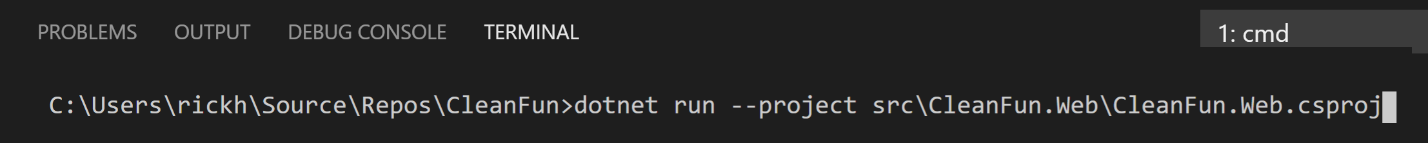 PROBLEMS OUTPUT DEBUG CONSOLE TERMINAL 1: cmd
C:\Users\rickh\Source\Repos\CleanFun>dotnet run --project src\CleanFun.Web\CleanFun.Web.csproj